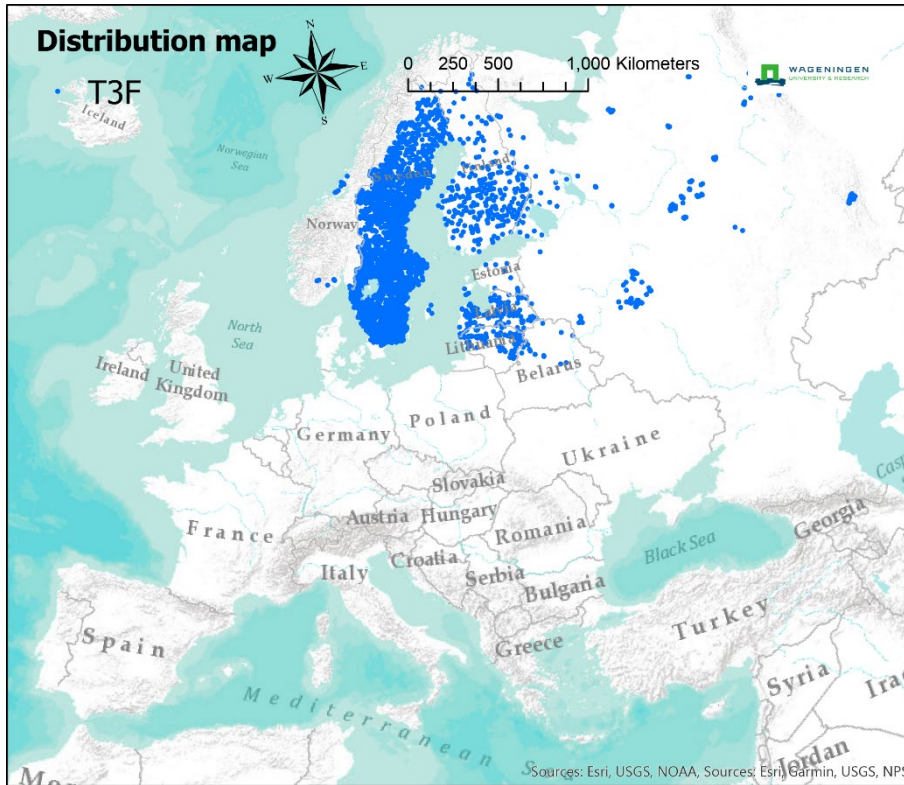 Distribution map
N
W
E
S
0 250 500 1,000 Kilometers
WAGENINGEN
UNIVERSITY & RESEARCH
T3F
Iceland
Norwegian
Sea
Sweden
Finland
Norway
Estonia
Latvia
North
Sea
Lithuania
Ireland
United
Kingdom
Belarus
Poland
Germany
Ukraine
Slovakia
Austria
Hungary
France
Romania
Croatia
Georgia
Black Sea
Italy
Serbia
Bulgaria
Spain
Turkey
Greece
Syria
Mediterranean
Jordan
Sources: Esri, USGS, NOAA, Sources: Esri, Garmin, USGS, NPS